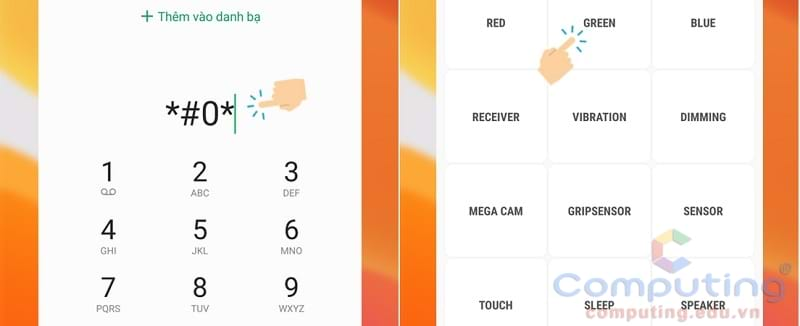 + Thêm vào danh bạ
*#0*
1 2 3
ABC DEF
4 5 6
GHI JKL MNO
7 8 9
PQRS TUV WXYZ
RED GREEN BLUE
RECEIVER VIBRATION DIMMING
MEGA CAM GRIPSENSOR SENSOR
TOUCH SLEEP SPEAKER
Computing®
computing.edu.vn